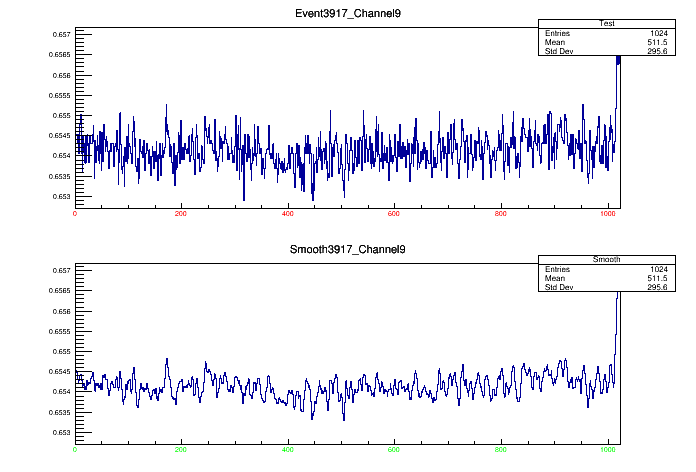 Event3917_Channel9
Test
Entries 1024
Mean 511.5
Std Dev 295.6
0.657
0.6565
0.656
0.6555
0.655
0.6545
0.654
0.6535
0.653
0 200 400 600 800 1000
Smooth3917_Channel9
Smooth
Entries 1024
Mean 511.5
Std Dev 295.6
0.657
0.6565
0.656
0.6555
0.655
0.6545
0.654
0.6535
0.653
0 200 400 600 800 1000